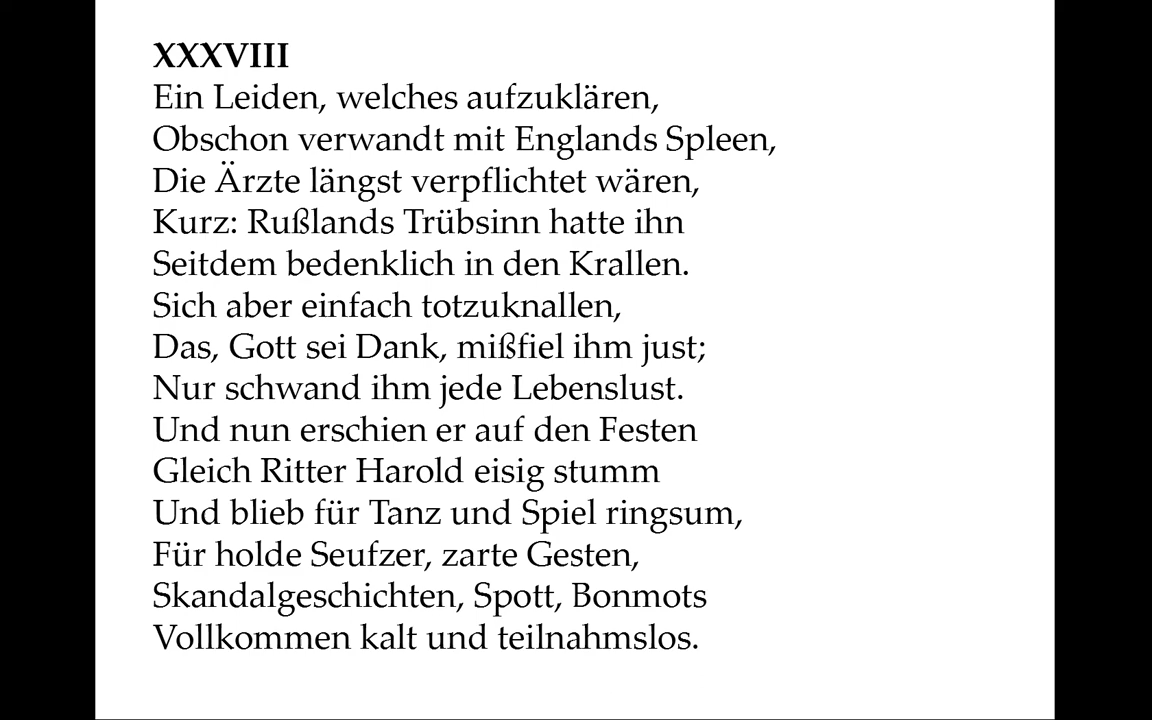 XXXVIII
Ein Leiden, welches aufzuklären,
Obschon verwandt mit Englands Spleen,
Die Ärzte längst verpflichtet wären,
Kurz: Rußlands Trübsinn hatte ihn
Seitdem bedenklich in den Krallen.
Sich aber einfach totzuknallen,
Das, Gott sei Dank, mißfiel ihm just;
Nur schwand ihm jede Lebenslust.
Und nun erschien er auf den Festen
Gleich Ritter Harold eisig stumm
Und blieb für Tanz und Spiel ringsum,
Für holde Seufzer, zarte Gesten,
Skandalgeschichten, Spott, Bonmots
Vollkommen kalt und teilnahmslos.